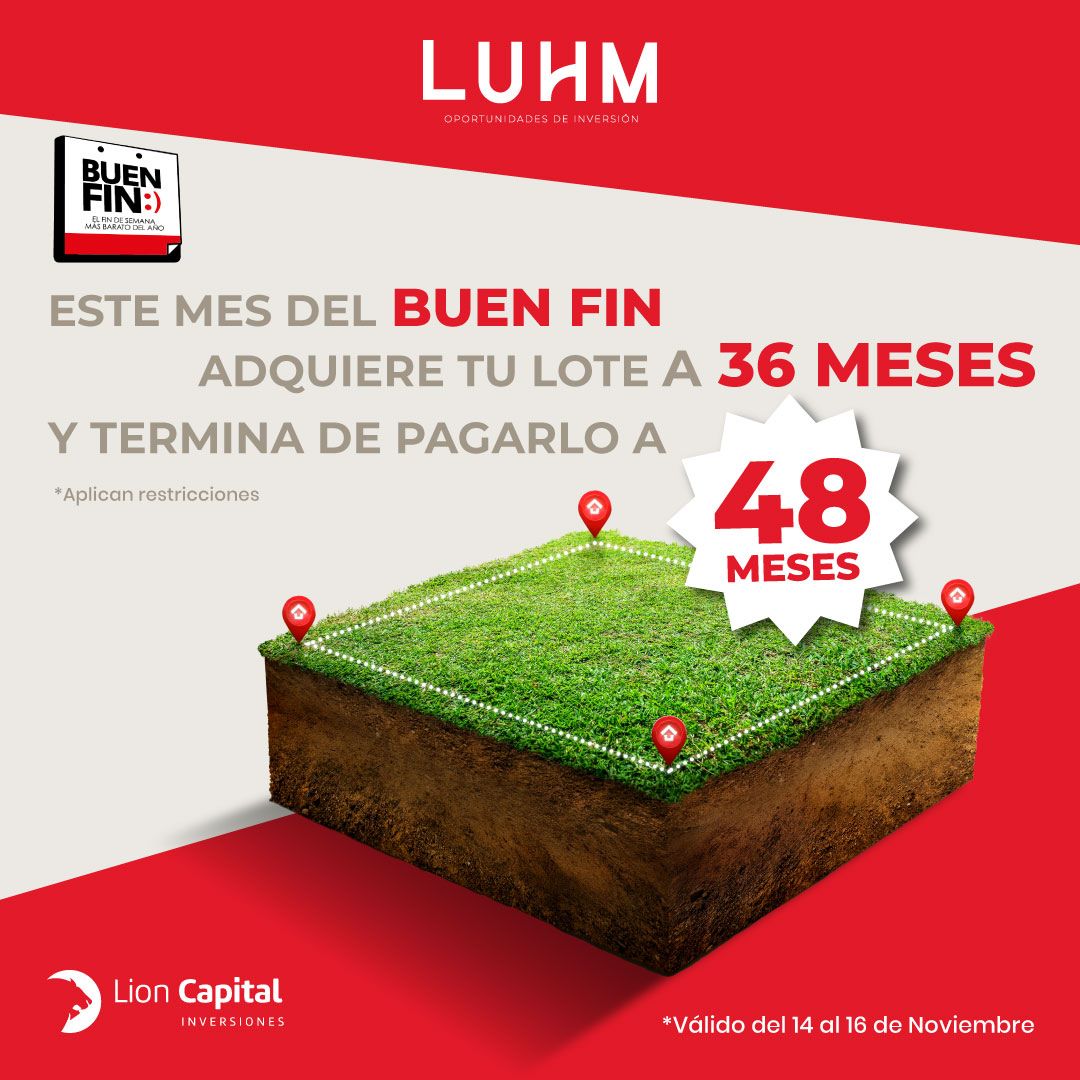 LUHM
OPORTUNIDADES DE INVERSIÓN
BUEN
FIN:)
EL FIN DE SEMANA
MÁS BARATO DEL AÑO
ESTE MES DEL BUEN FIN
ADQUIERE TU LOTE A 36 MESES
Y TERMINA DE PAGARLO A
48
MESES
*Aplican restricciones
Lion Capital
INVERSIONES
*Válido del 14 al 16 de Noviembre